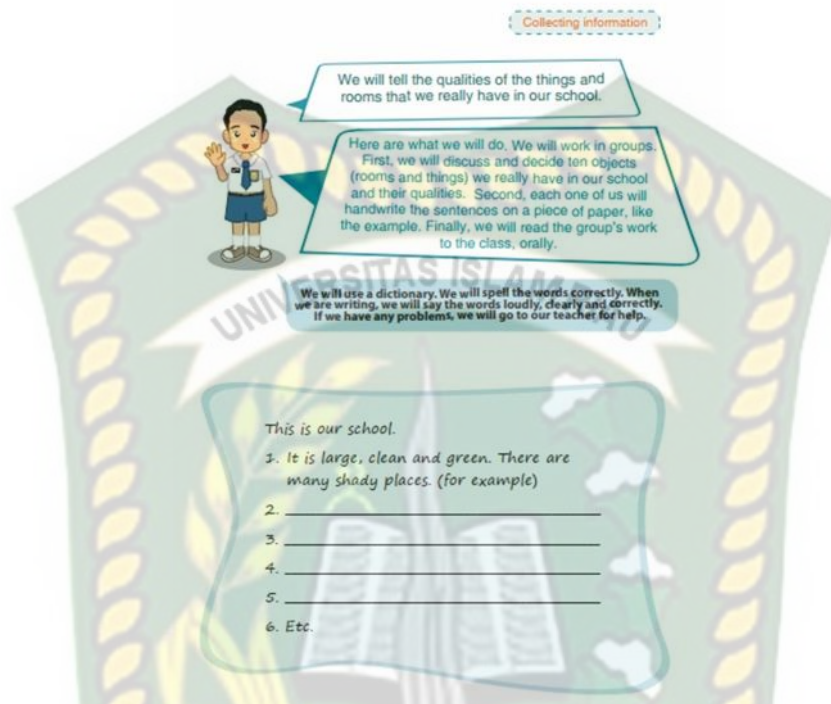 Collecting information
We will tell the qualities of the things and
rooms that we really have in our school.
Here are what we will do. We will work in groups.
First, we will discuss and decide ten objects
(rooms and things) we really have in our school
and their qualities. Second, each one of us will
handwrite the sentences on a piece of paper, like
the example. Finally, we will read the group's work
to the class, orally.
UNIVERSITAS ISLAM RIAU
We will use a dictionary. We will spell the words correctly. When
we are writing, we will say the words loudly, clearly and correctly.
If we have any problems, we will go to our teacher for help.
This is our school.
1. It is large, clean and green. There are
many shady places. (for example)
2.
3.
4.
5.
6. Etc.